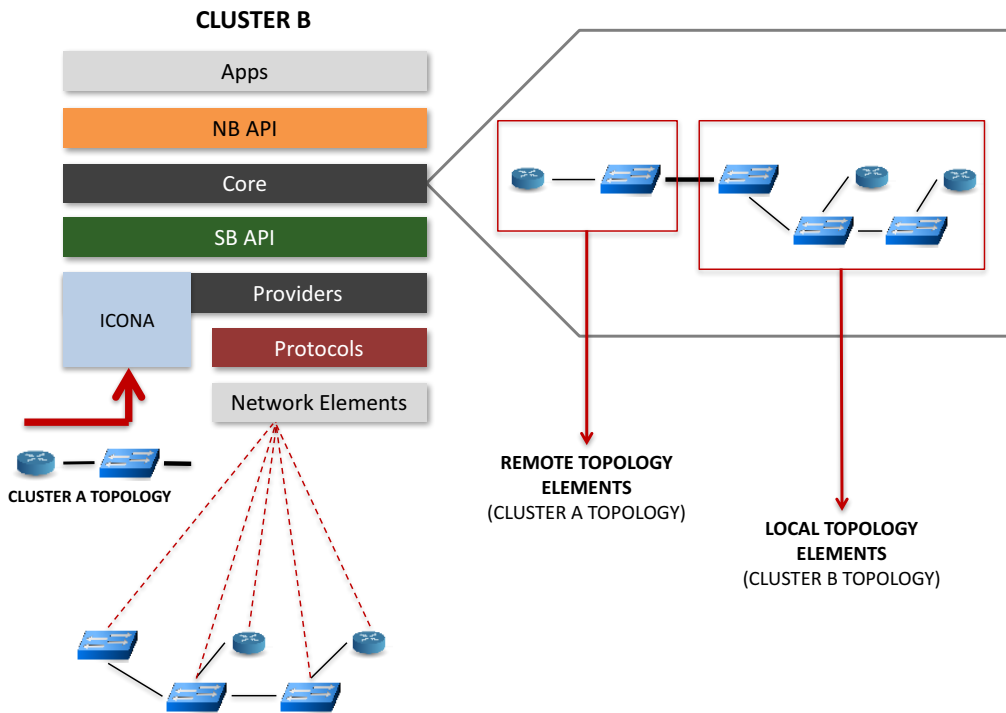 CLUSTER B
Apps
NB API
Core
SB API
ICONA
Providers
Protocols
Network Elements
CLUSTER A TOPOLOGY
REMOTE TOPOLOGY
ELEMENTS
(CLUSTER A TOPOLOGY)
LOCAL TOPOLOGY
ELEMENTS
(CLUSTER B TOPOLOGY)